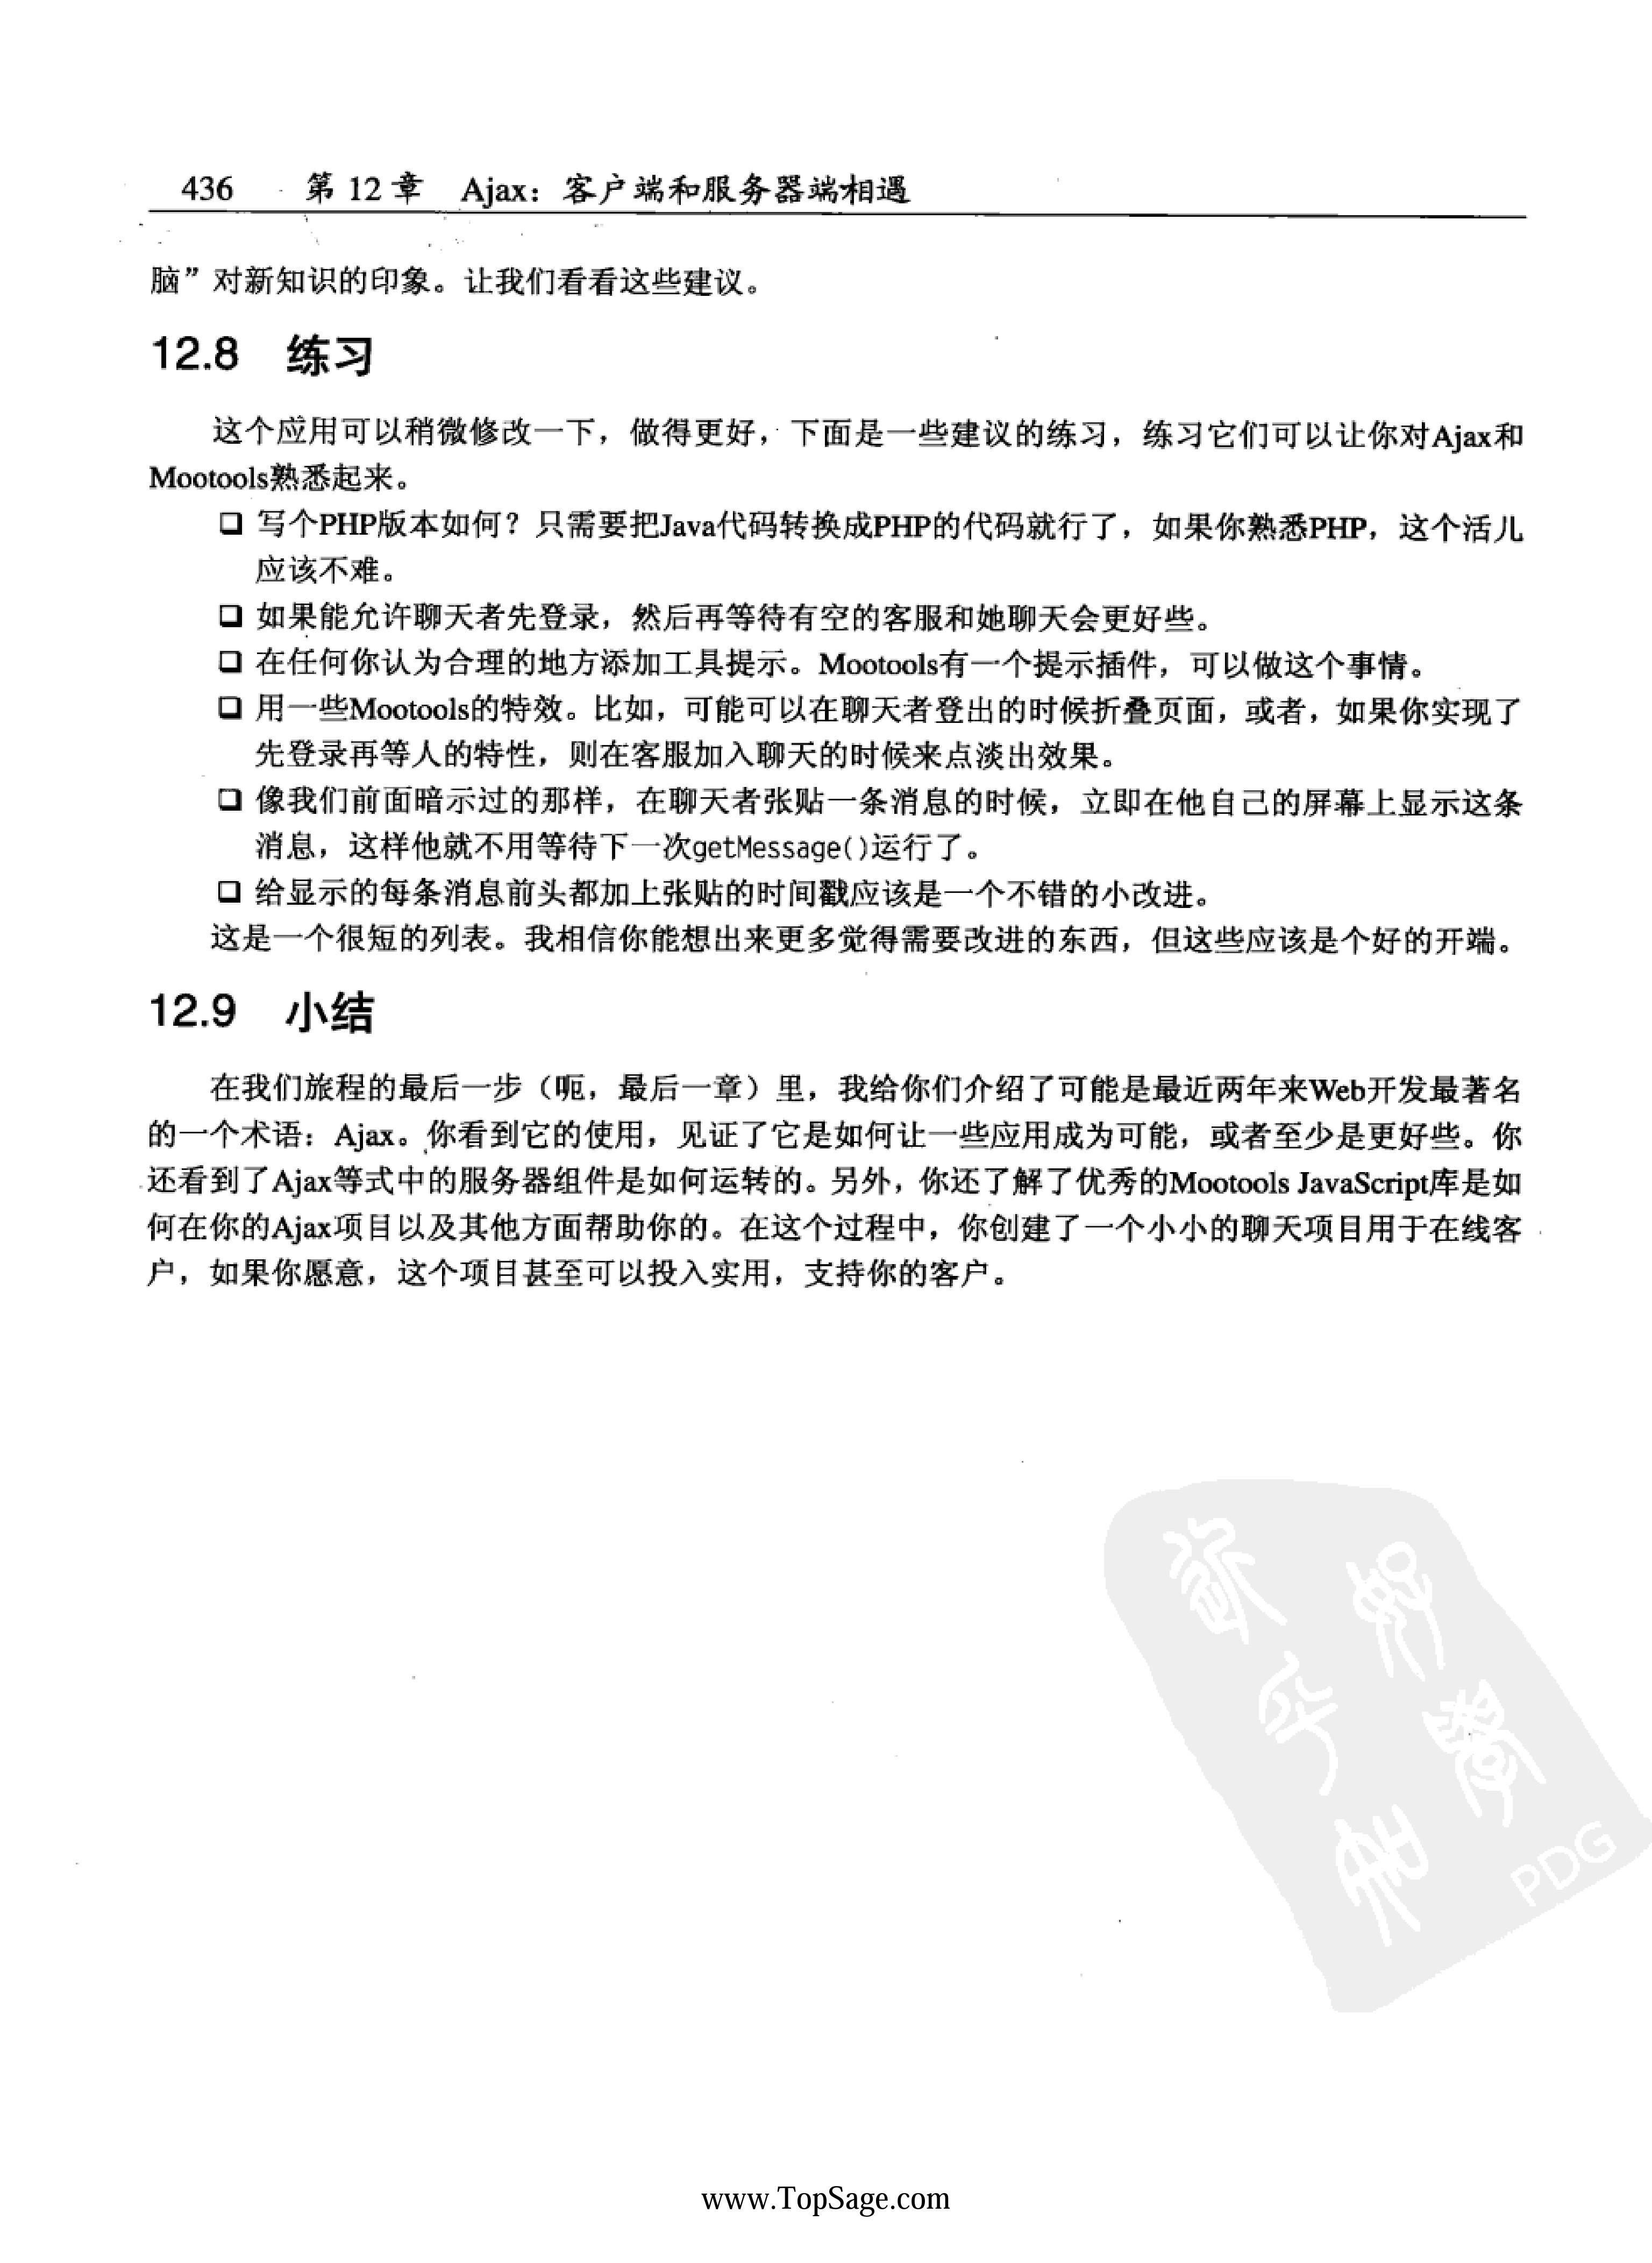 436 第 12 章 Ajax：客户端和服务器端相遇
脑”对新知识的印象。让我们看看这些建议。
12.8 练习
这个应用可以稍微修改一下，做得更好，下面是一些建议的练习，练习它们可以让你对Ajax和
Mootools熟悉起来。
❑ 写个PHP版本如何？只需要把Java代码转换成PHP的代码就行了，如果你熟悉PHP，这个活儿
应该不难。
❑ 如果能允许聊天者先登录，然后再等待有空的客服和她聊天会更好些。
❑ 在任何你认为合理的地方添加工具提示。Mootools有一个提示插件，可以做这个事情。
❑ 用一些Mootools的特效。比如，可能可以在聊天者登出的时候折叠页面，或者，如果你实现了
先登录再等人的特性，则在客服加入聊天的时候来点淡出效果。
❑ 像我们前面暗示过的那样，在聊天者张贴一条消息的时候，立即在他自己的屏幕上显示这条
消息，这样他就不用等待下一次getMessage()运行了。
❑ 给显示的每条消息前头都加上张贴的时间戳应该是一个不错的小改进。
这是一个很短的列表。我相信你能想出来更多觉得需要改进的东西，但这些应该是个好的开端。
12.9 小结
在我们旅程的最后一步（呃，最后一章）里，我给你们介绍了可能是最近两年来Web开发最著名
的一个术语：Ajax。你看到它的使用，见证了它是如何让一些应用成为可能，或者至少是更好些。你
还看到了Ajax等式中的服务器组件是如何运转的。另外，你还了解了优秀的Mootools JavaScript库是如
何在你的Ajax项目以及其他方面帮助你的。在这个过程中，你创建了一个小小的聊天项目用于在线客
户，如果你愿意，这个项目甚至可以投入实用，支持你的客户。
PDG
www.TopSage.com